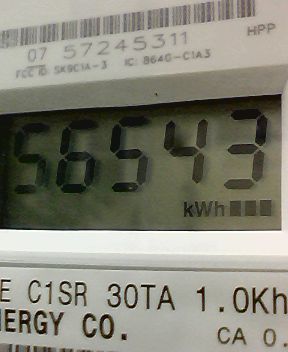 HPP
07 57245311
FCC ID: SK9C1A-3 IC: 864G-C1A3
56543
kWh
E C1SR 30TA 1.0Kh
NERGY CO.
CA 0.